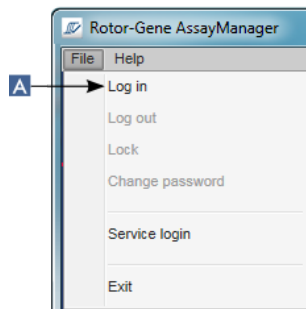 Rotor-Gene AssayManager
File Help
A Log in
Log out
Lock
Change password
Service login
Exit